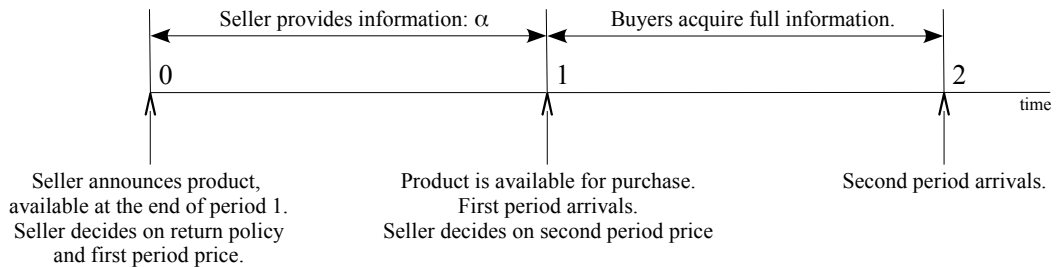 Seller provides information: α
Buyers acquire full information.
0
1
2
time
Seller announces product,
available at the end of period 1.
Seller decides on return policy
and first period price.
Product is available for purchase.
First period arrivals.
Seller decides on second period price
Second period arrivals.